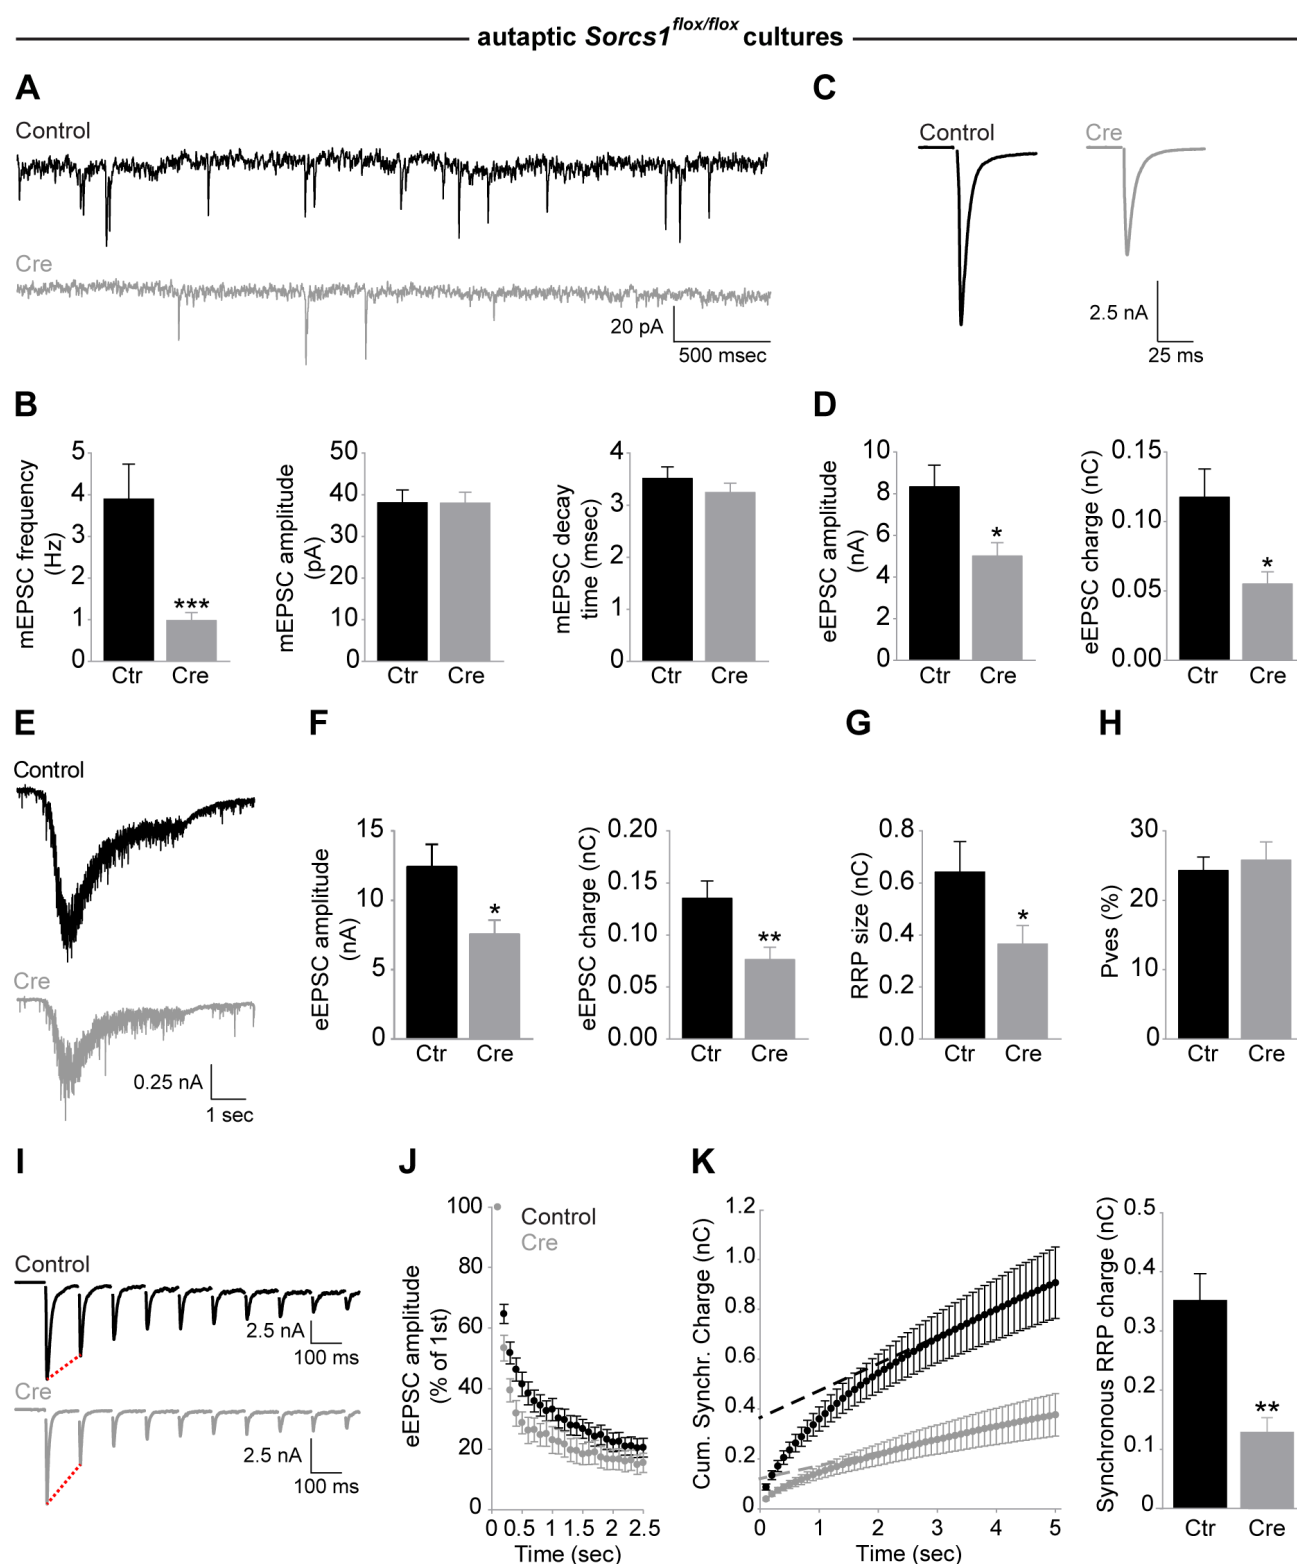 autaptic Sorcs1flox/flox cultures
A
Control
Cre
20 pA
500 msec
C
Control
Cre
2.5 nA
25 ms
B
mEPSC frequency
(Hz)
5
4
3
2
1
0
***
Ctr
Cre
mEPSC amplitude
(pA)
50
40
30
20
10
0
Ctr
Cre
mEPSC decay
time (msec)
4
3
2
1
0
Ctr
Cre
D
eEPSC amplitude
(nA)
10
8
6
4
2
0
*
Ctr
Cre
eEPSC charge (nC)
0.15
0.10
0.05
0.00
*
Ctr
Cre
E
Control
Cre
0.25 nA
1 sec
F
eEPSC amplitude
(nA)
15
10
5
0
*
Ctr
Cre
eEPSC charge (nC)
0.20
0.15
0.10
0.05
0.00
**
Ctr
Cre
G
RRP size (nC)
0.8
0.6
0.4
0.2
0.0
*
Ctr
Cre
H
Pves (%)
30
20
10
0
Ctr
Cre
I
Control
2.5 nA
100 ms
Cre
2.5 nA
100 ms
J
eEPSC amplitude
(% of 1st)
100
80
60
40
20
0
Control
Cre
0 0.5 1 1.5 2 2.5
Time (sec)
K
Cum. Synchr. Charge (nC)
1.2
1.0
0.8
0.6
0.4
0.2
0
0 1 2 3 4 5
Time (sec)
Synchronous RRP charge (nC)
0.5
0.4
0.3
0.2
0.1
0
**
Ctr
Cre